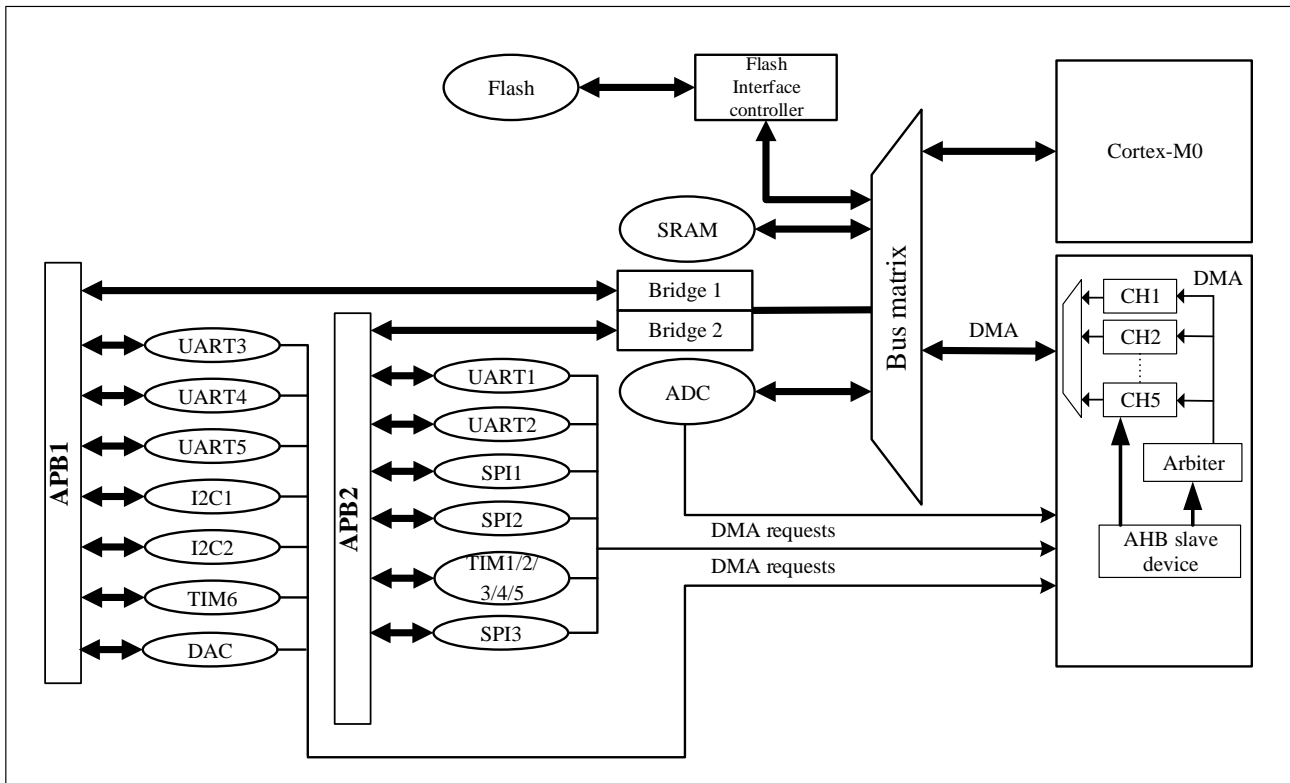 Flash
Flash
Interface
controller
Cortex-M0
SRAM
Bus matrix
Bridge 1
Bridge 2
DMA
DMA
CH1
CH2
CH5
Arbiter
AHB slave
device
ADC
APB1
UART3
UART4
UART5
I2C1
I2C2
TIM6
DAC
APB2
UART1
UART2
SPI1
SPI2
TIM1/2/
3/4/5
SPI3
DMA requests
DMA requests